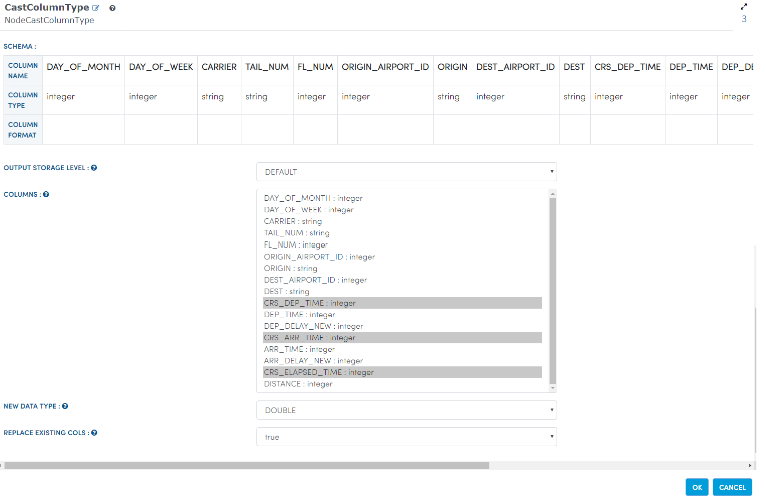 CastColumnType
NodeCastColumnType
3
SCHEMA :
COLUMN NAME DAY_OF_MONTH DAY_OF_WEEK CARRIER TAIL_NUM FL_NUM ORIGIN_AIRPORT_ID ORIGIN DEST_AIRPORT_ID DEST CRS_DEP_TIME DEP_TIME DEP_DE
COLUMN TYPE integer integer string string integer integer string integer string integer integer integer
COLUMN FORMAT
OUTPUT STORAGE LEVEL : DEFAULT
COLUMNS :
DAY_OF_MONTH : integer
DAY_OF_WEEK : integer
CARRIER : string
TAIL_NUM : string
FL_NUM : integer
ORIGIN_AIRPORT_ID : integer
ORIGIN : string
DEST_AIRPORT_ID : integer
DEST : string
CRS_DEP_TIME : integer
DEP_TIME : integer
DEP_DELAY_NEW : integer
CRS_ARR_TIME : integer
ARR_TIME : integer
ARR_DELAY_NEW : integer
CRS_ELAPSED_TIME : integer
DISTANCE : integer
NEW DATA TYPE : DOUBLE
REPLACE EXISTING COLS : true
OK CANCEL